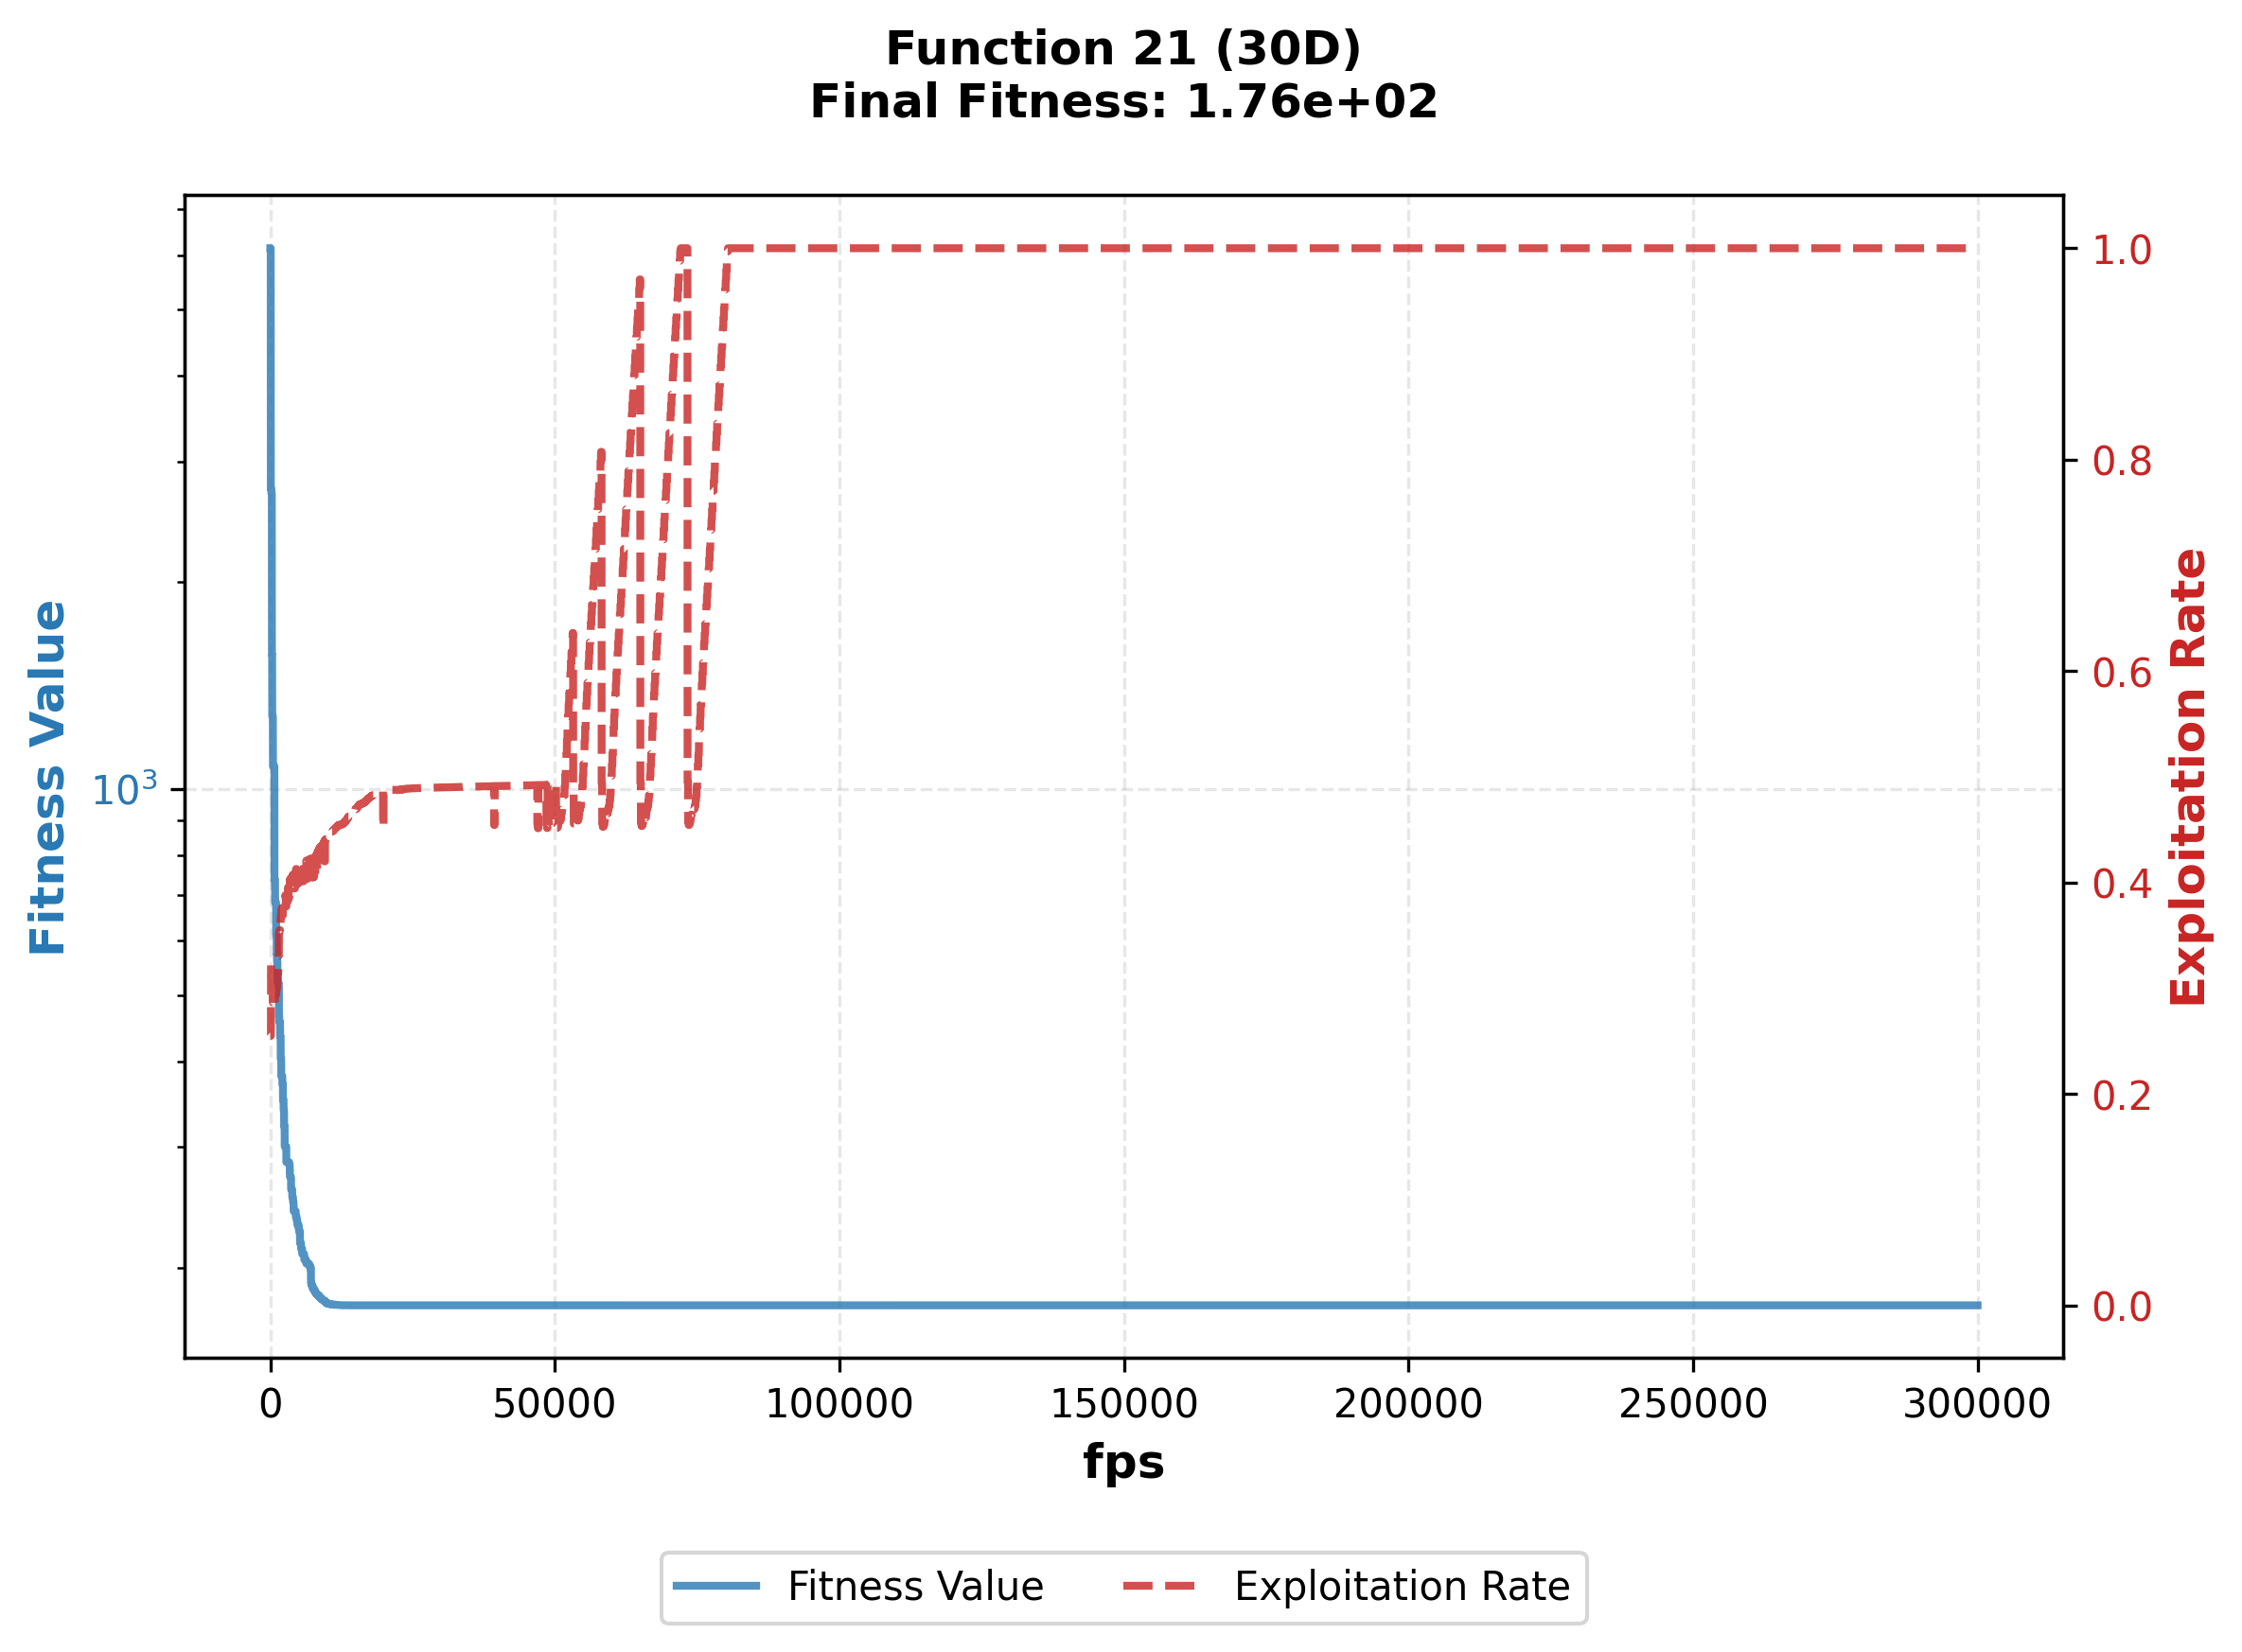 Function 21 (30D)
Final Fitness: 1.76e+02
Fitness Value
10³
Exploitation Rate
1.0
0.8
0.6
0.4
0.2
0.0
0 50000 100000 150000 200000 250000 300000
fps
Fitness Value Exploitation Rate